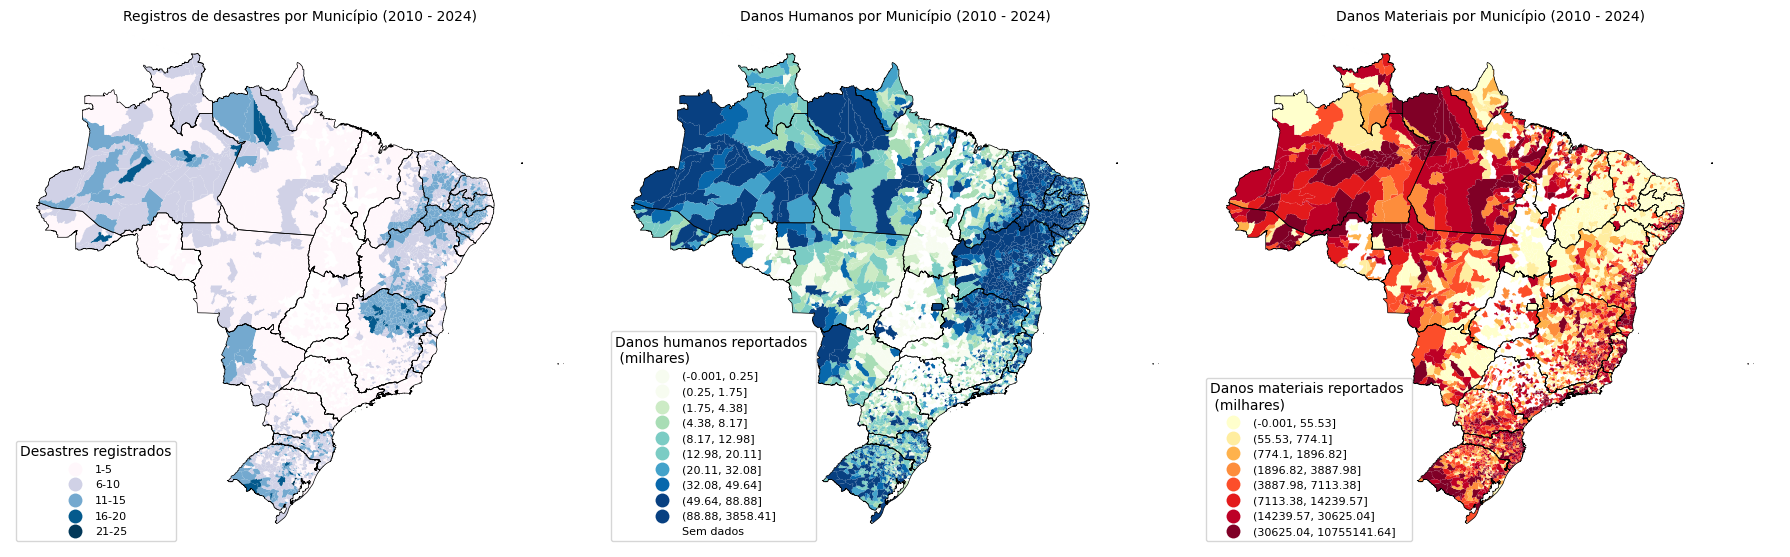 Registros de desastres por Município (2010 - 2024)
Desastres registrados
1-5
6-10
11-15
16-20
21-25
Danos Humanos por Município (2010 - 2024)
Danos humanos reportados
(milhares)
(-0.001, 0.25]
(0.25, 1.75]
(1.75, 4.38]
(4.38, 8.17]
(8.17, 12.98]
(12.98, 20.11]
(20.11, 32.08]
(32.08, 49.64]
(49.64, 88.88]
(88.88, 3858.41]
Sem dados
Danos Materiais por Município (2010 - 2024)
Danos materiais reportados
(milhares)
(-0.001, 55.53]
(55.53, 774.1]
(774.1, 1896.82]
(1896.82, 3887.98]
(3887.98, 7113.38]
(7113.38, 14239.57]
(14239.57, 30625.04]
(30625.04, 10755141.64]